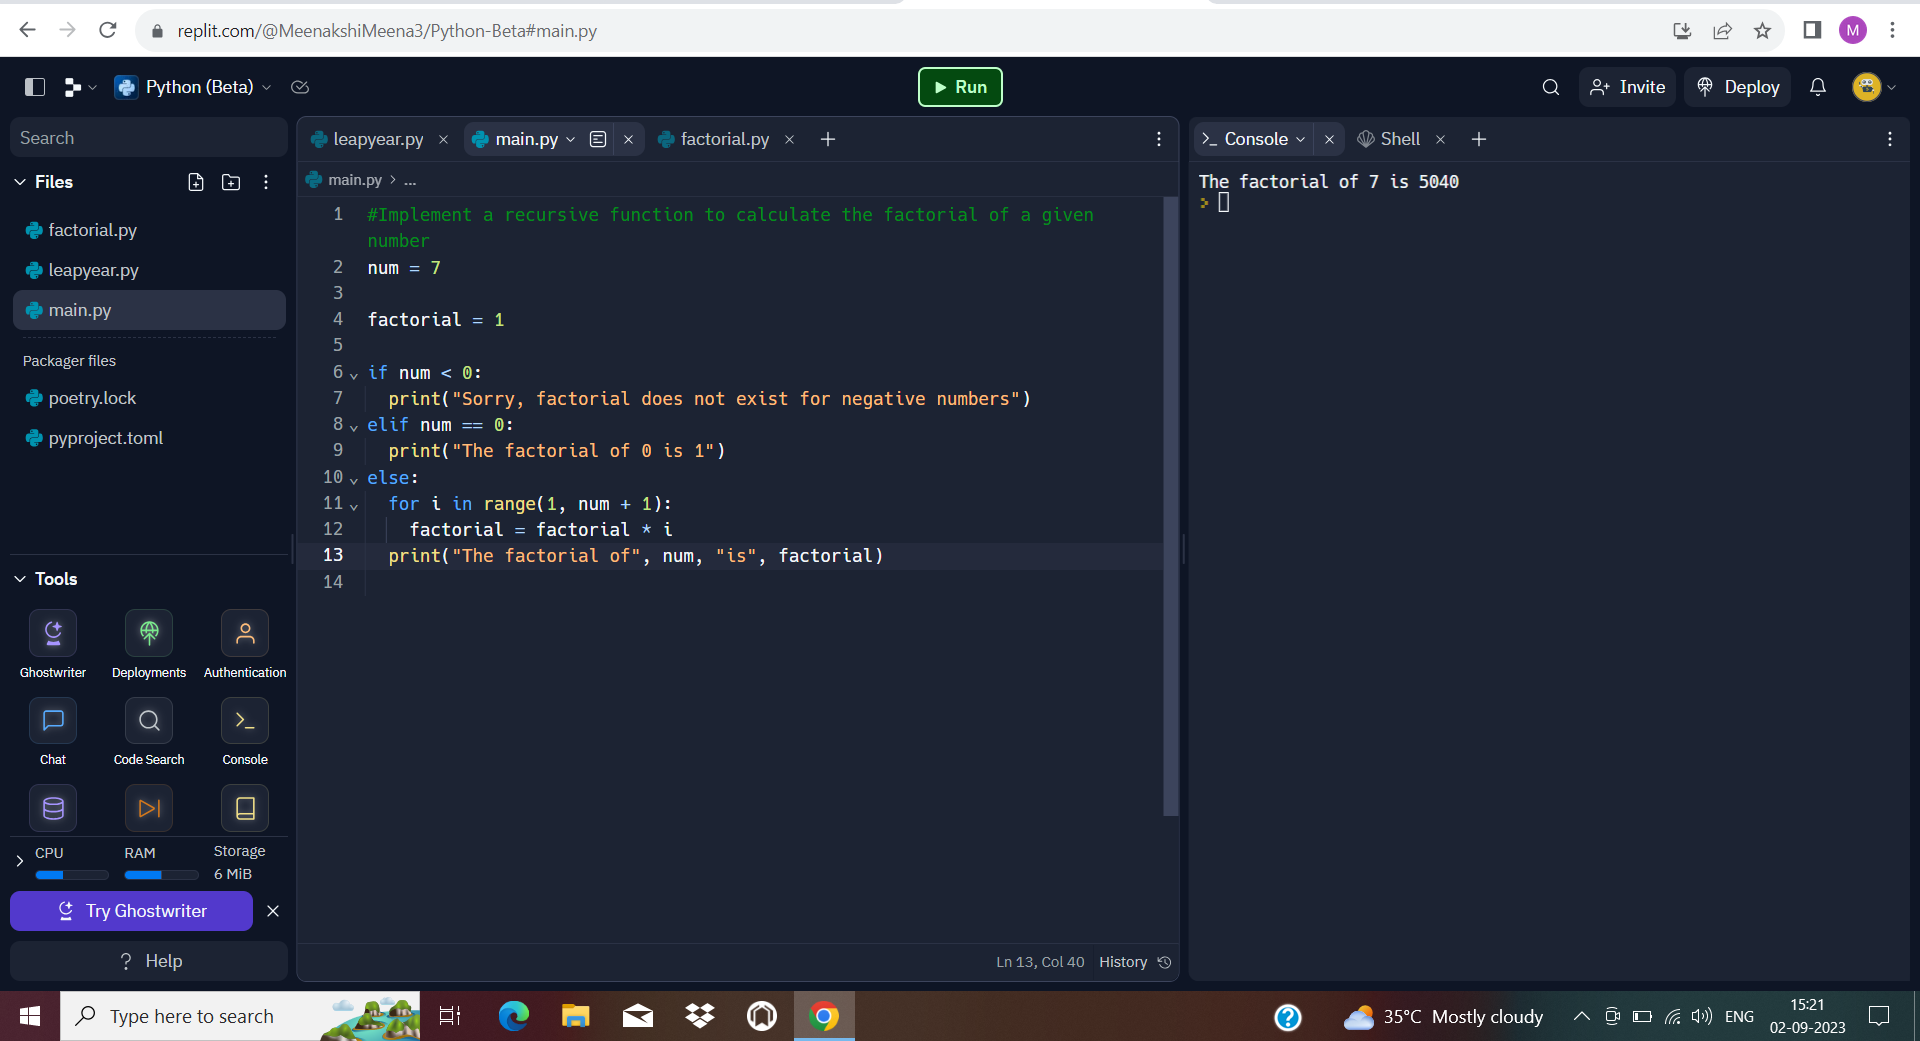 replit.com/@MeenakshiMeena3/Python-Beta#main.py
M
Python (Beta)
Run
Invite
Deploy
Search
Files
factorial.py
leapyear.py
main.py
Packager files
poetry.lock
pyproject.toml
Tools
Ghostwriter
Deployments
Authentication
Chat
Code Search
Console
CPU
RAM
Storage
6 MiB
Try Ghostwriter
? Help
leapyear.py
main.py
factorial.py
main.py > ...
1 #Implement a recursive function to calculate the factorial of a given
number
2 num = 7
3
4 factorial = 1
5
6 if num < 0:
7 print("Sorry, factorial does not exist for negative numbers")
8 elif num == 0:
9 print("The factorial of 0 is 1")
10 else:
11 for i in range(1, num + 1):
12 factorial = factorial * i
13 print("The factorial of", num, "is", factorial)
14
Ln 13, Col 40
History
Console
Shell
The factorial of 7 is 5040
Type here to search
35°C Mostly cloudy
ENG
15:21
02-09-2023